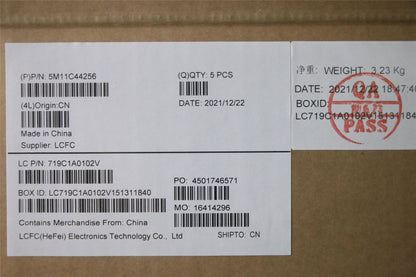 (P)P/N: 5M11C44256
(Q)QTY: 5 PCS
(4L)Origin:CN
DATE: 2021/12/22
Made in China
Supplier: LCFC
LC P/N: 719C1A0102V
PO: 4501746571
BOX ID: LC719C1A0102V151311840
MO: 16414296
Contains Merchandise From: China
LCFC(HeFei) Electronics Technology Co., Ltd
SHIPTO: CN
净重: WEIGHT: 3,23 Kg
DATE: 2021/12/22 18:47:40
BOXID:
LC719C1A0102V15131184
QA
PASS